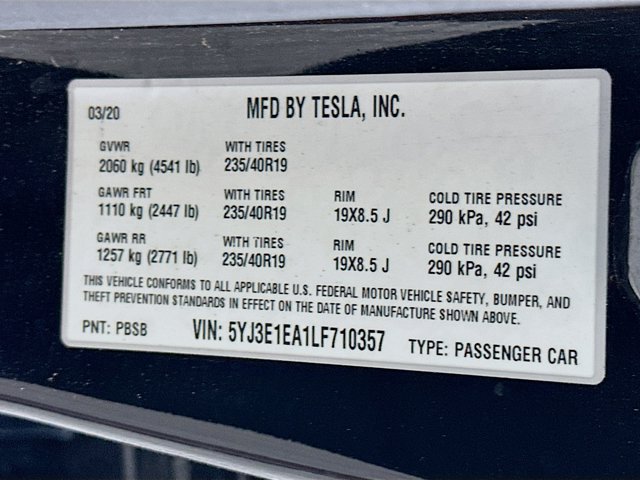 03/20 MFD BY TESLA, INC.
GVWR WITH TIRES
2060 kg (4541 lb) 235/40R19
GAWR FRT WITH TIRES RIM COLD TIRE PRESSURE
1110 kg (2447 lb) 235/40R19 19X8.5 J 290 kPa, 42 psi
GAWR RR WITH TIRES RIM COLD TIRE PRESSURE
1257 kg (2771 lb) 235/40R19 19X8.5 J 290 kPa, 42 psi
THIS VEHICLE CONFORMS TO ALL APPLICABLE U.S. FEDERAL MOTOR VEHICLE SAFETY, BUMPER, AND
THEFT PREVENTION STANDARDS IN EFFECT ON THE DATE OF MANUFACTURE SHOWN ABOVE.
PNT: PBSB VIN: 5YJ3E1EA1LF710357 TYPE: PASSENGER CAR